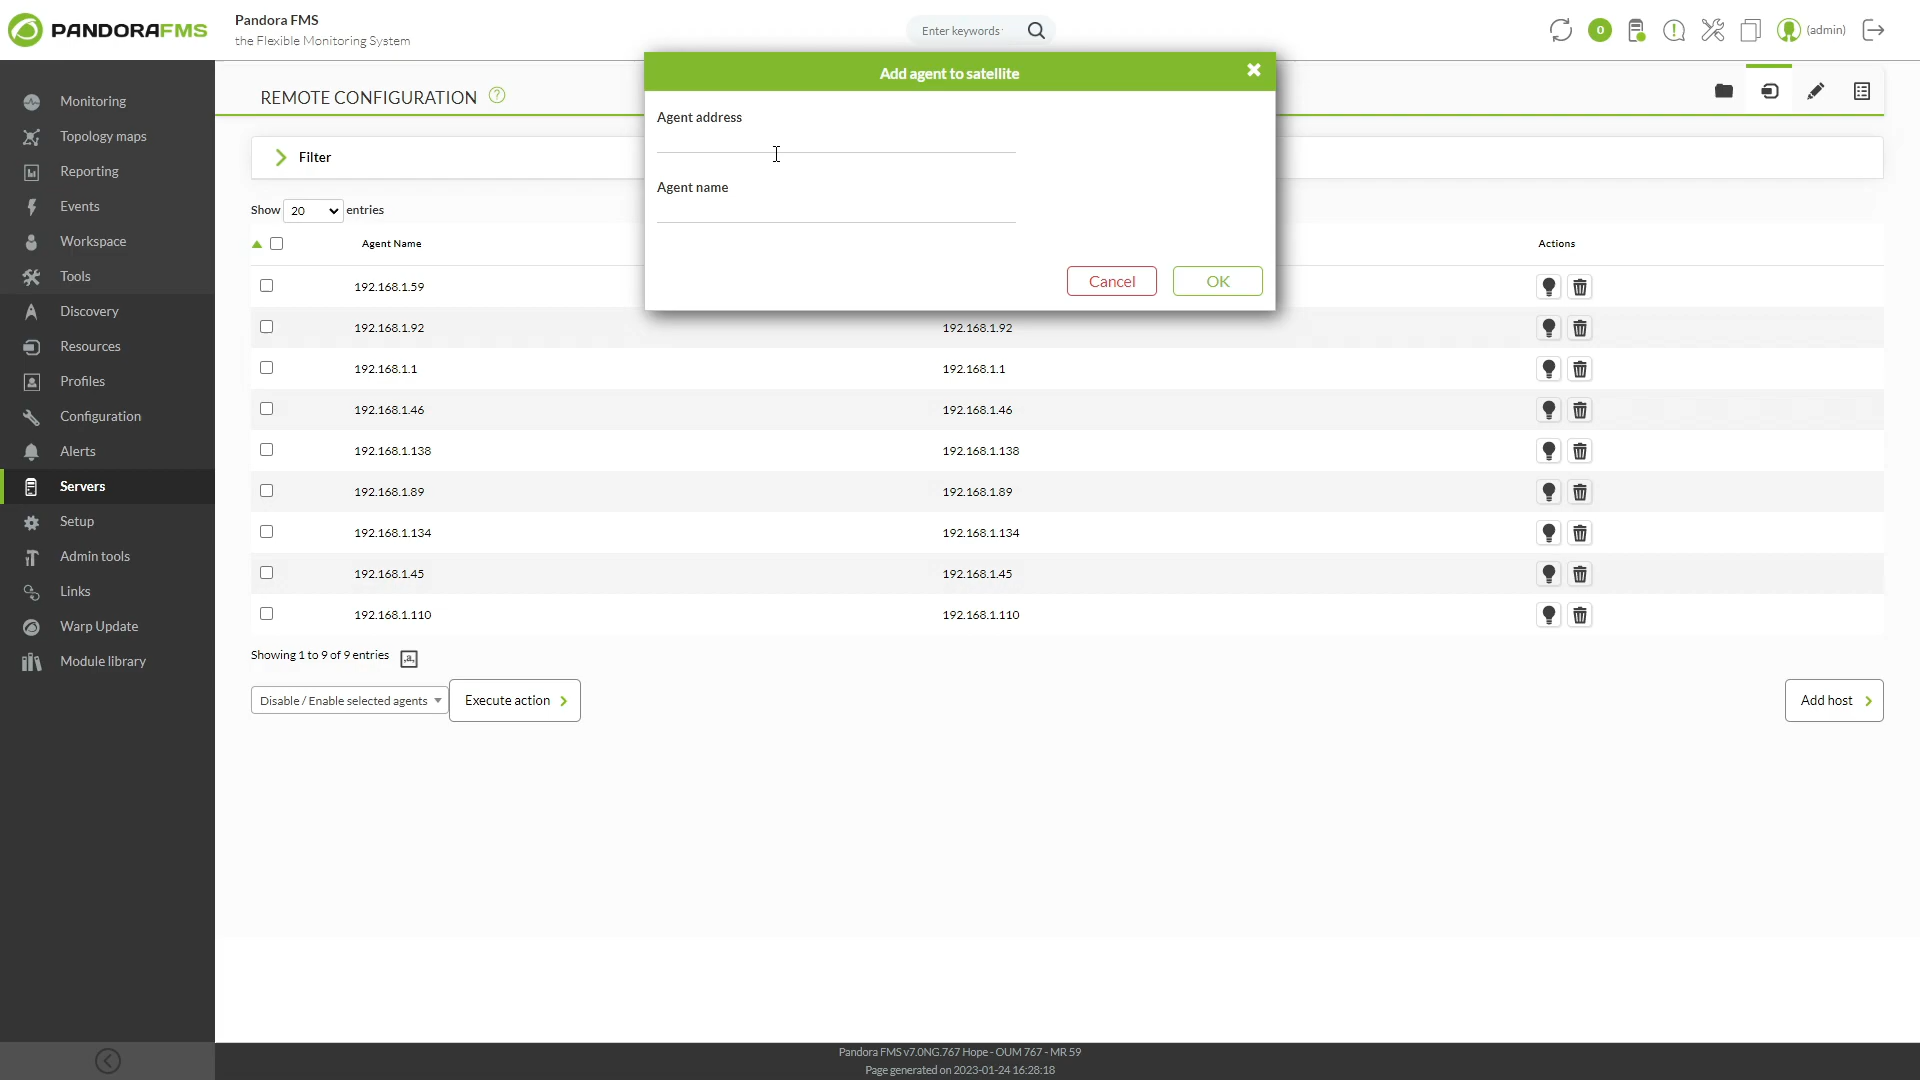 PANDORAFMS
Pandora FMS
the Flexible Monitoring System
Enter keywords
0
(admin)
Monitoring
Topology maps
Reporting
Events
Workspace
Tools
Discovery
Resources
Profiles
Configuration
Alerts
Servers
Setup
Admin tools
Links
Warp Update
Module library
REMOTE CONFIGURATION ?
Filter
Show 20 entries
Agent Name Actions
192.168.1.59
192.168.1.92 192.168.1.92
192.168.1.1 192.168.1.1
192.168.1.46 192.168.1.46
192.168.1.138 192.168.1.138
192.168.1.89 192.168.1.89
192.168.1.134 192.168.1.134
192.168.1.45 192.168.1.45
192.168.1.110 192.168.1.110
Showing 1 to 9 of 9 entries
Disable / Enable selected agents
Execute action
Add host
Add agent to satellite
Agent address
Agent name
Cancel
OK
Pandora FMS v7.0NG.767 Hope - OUM 767 - MR 59
Page generated on 2023-01-24 16:28:18